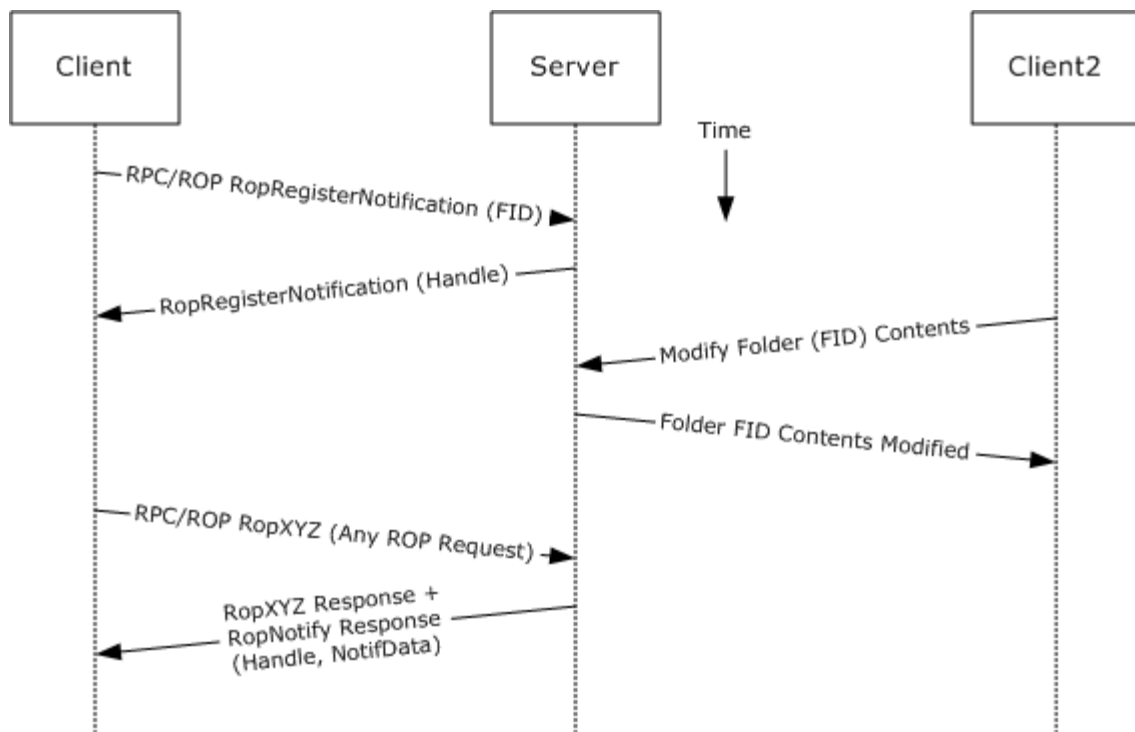 Client
Server
Client2
Time
RPC/ROP RopRegisterNotification (FID)
RopRegisterNotification (Handle)
Modify Folder (FID) Contents
Folder FID Contents Modified
RPC/ROP RopXYZ (Any ROP Request)
RopXYZ Response +
RopNotify Response
(Handle, NotifData)